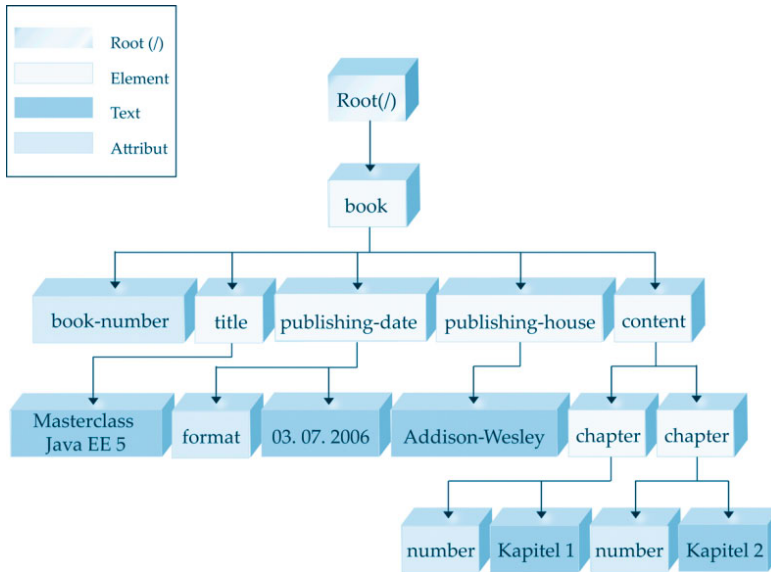 Root (/)
Element
Text
Attribut
Root(/)
book
book-number
title
publishing-date
publishing-house
content
Masterclass
Java EE 5
format
03. 07. 2006
Addison-Wesley
chapter
chapter
number
Kapitel 1
number
Kapitel 2